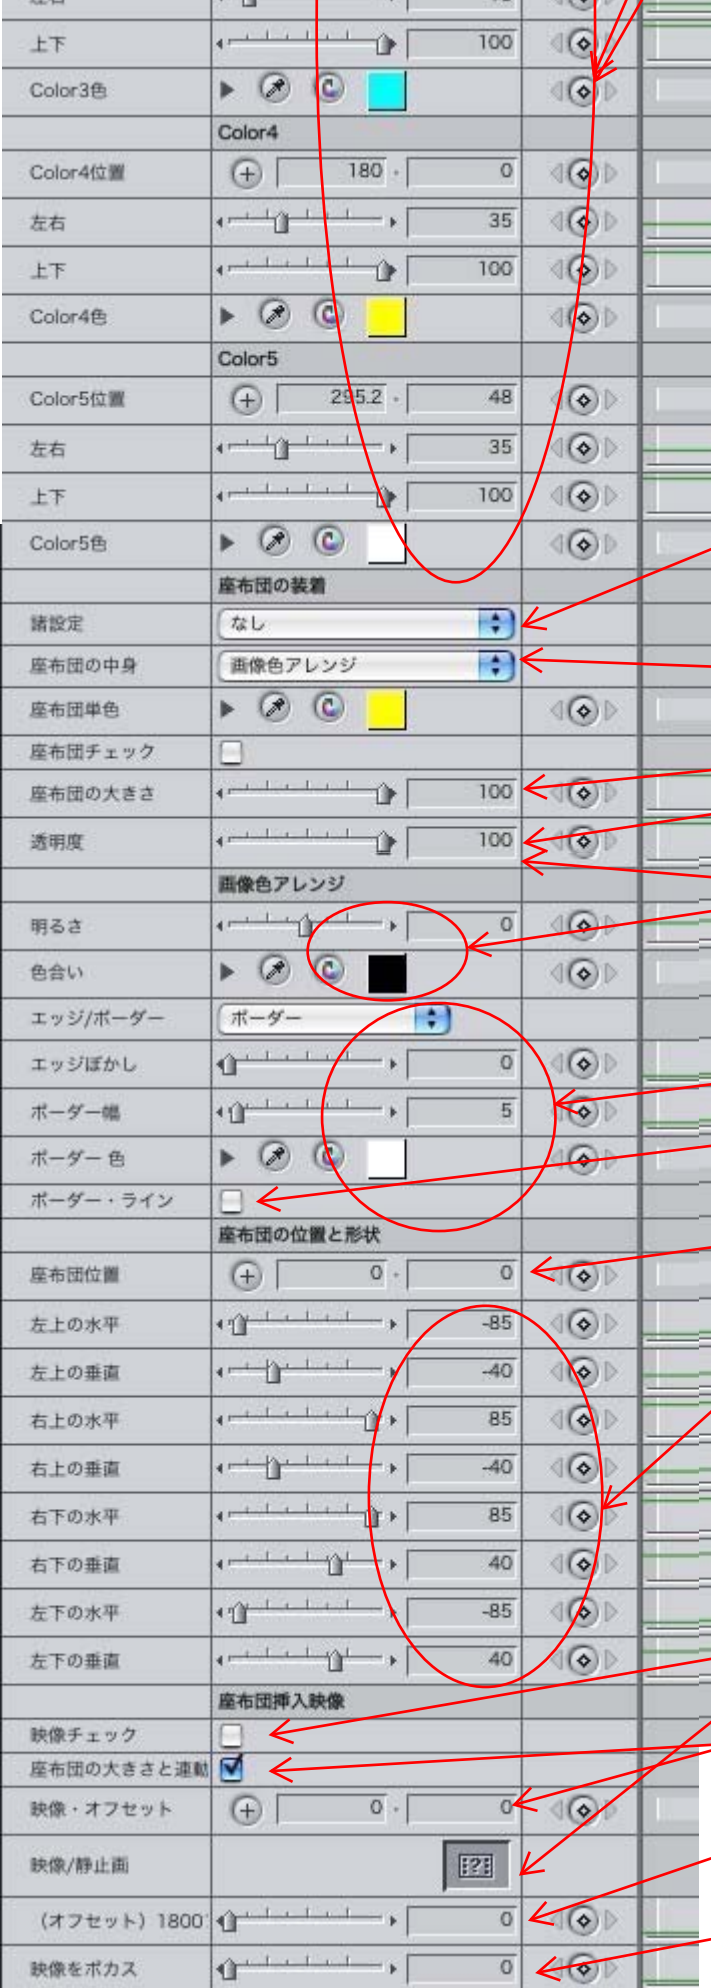 左右
上下 100
Color3色
Color4
Color4位置 180 0
左右 35
上下 100
Color4色
Color5
Color5位置 295.2 48
左右 35
上下 100
Color5色
座布団の装着
諸設定 なし
座布団の中身 画像色アレンジ
座布団単色
座布団チェック
座布団の大きさ 100
透明度 100
画像色アレンジ
明るさ 0
色合い
エッジ/ボーダー ボーダー
エッジぼかし 0
ボーダー幅 5
ボーダー 色
ボーダー・ライン
座布団の位置と形状
座布団位置 0 0
左上の水平 -85
左上の垂直 -40
右上の水平 85
右上の垂直 -40
右下の水平 85
右下の垂直 40
左下の水平 -85
左下の垂直 40
座布団挿入映像
映像チェック
座布団の大きさと連動
映像・オフセット 0 0
映像/静止画
(オフセット) 1800 0
映像をボカス 0